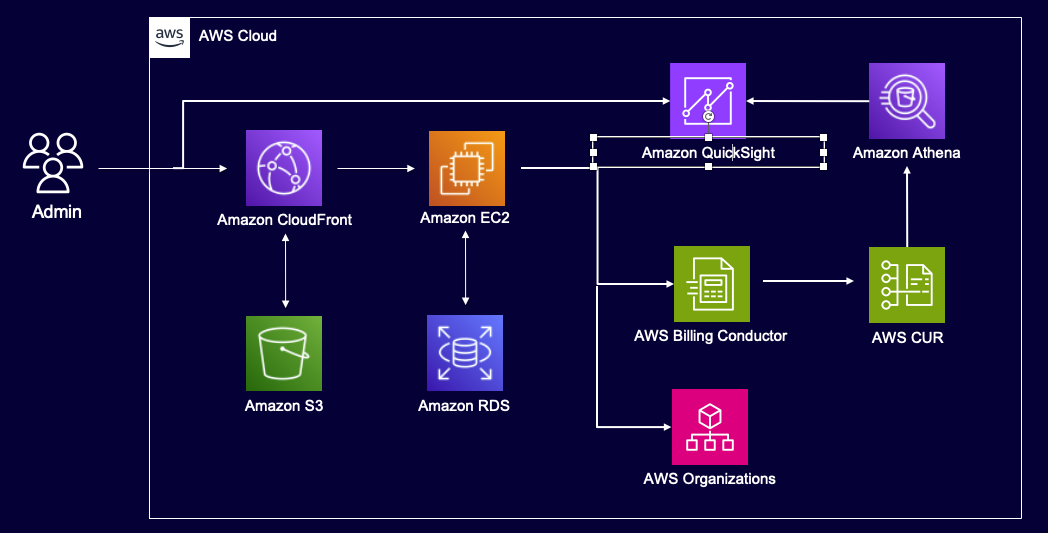 aws
AWS Cloud
Amazon QuickSight
Amazon Athena
Admin
Amazon CloudFront
Amazon EC2
AWS Billing Conductor
AWS CUR
Amazon S3
Amazon RDS
AWS Organizations